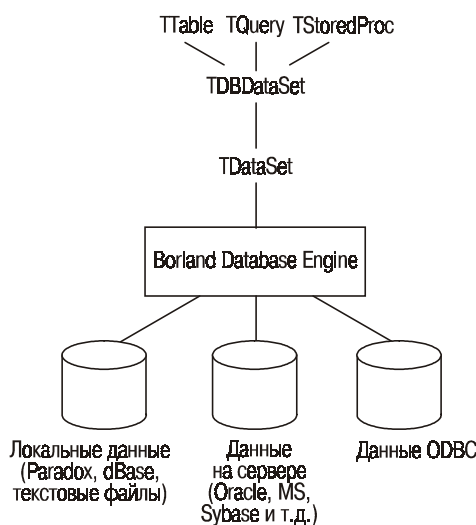 TTable TQuery TStoredProc
TDBDataSet
TDataSet
Borland Database Engine
Локальные данные
(Paradox, dBase,
текстовые файлы)
Данные
на сервере
(Oracle, MS,
Sybase и т.д.)
Данные ODBC